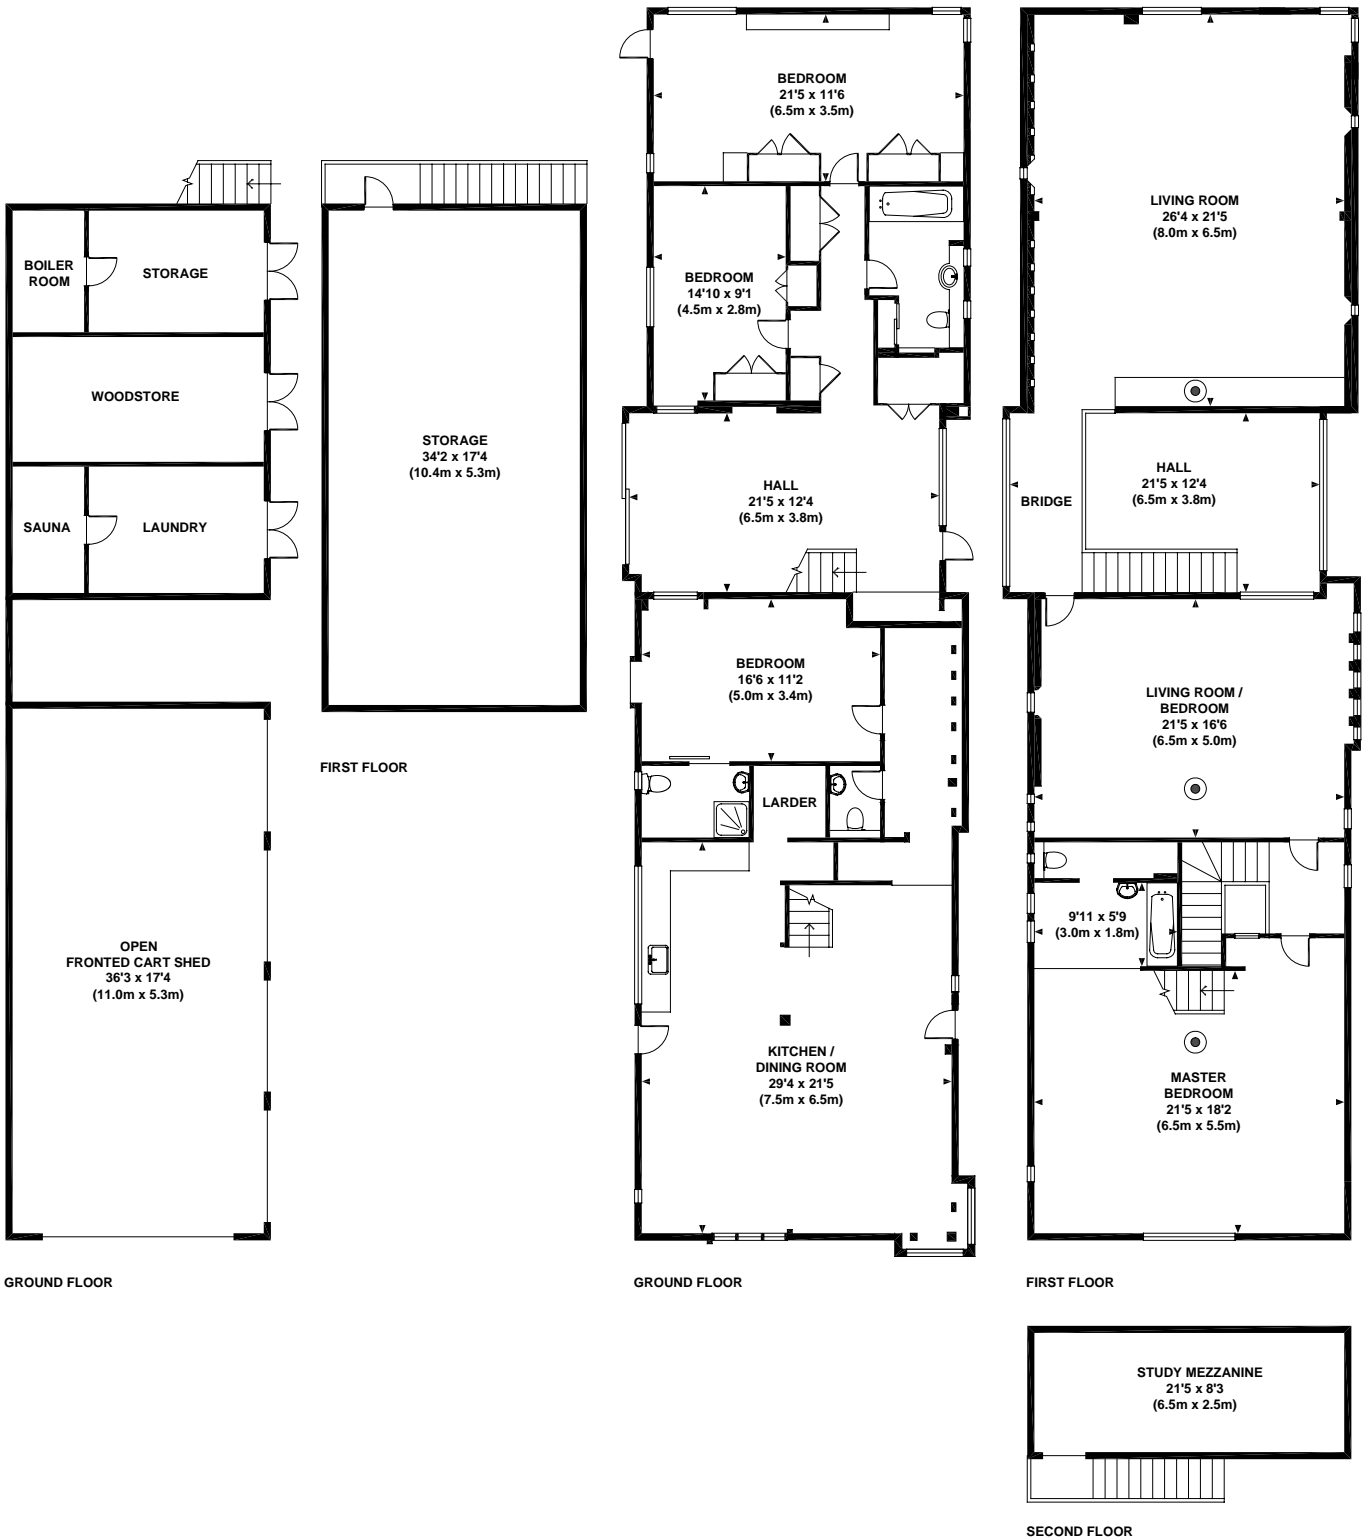 BOILER
ROOM
STORAGE
WOODSTORE
SAUNA
LAUNDRY
OPEN
FRONTED CART SHED
36'3 x 17'4
(11.0m x 5.3m)
GROUND FLOOR
STORAGE
34'2 x 17'4
(10.4m x 5.3m)
FIRST FLOOR
BEDROOM
21'5 x 11'6
(6.5m x 3.5m)
BEDROOM
14'10 x 9'1
(4.5m x 2.8m)
HALL
21'5 x 12'4
(6.5m x 3.8m)
BEDROOM
16'6 x 11'2
(5.0m x 3.4m)
LARDER
KITCHEN /
DINING ROOM
29'4 x 21'5
(7.5m x 6.5m)
GROUND FLOOR
LIVING ROOM
26'4 x 21'5
(8.0m x 6.5m)
HALL
21'5 x 12'4
(6.5m x 3.8m)
BRIDGE
LIVING ROOM /
BEDROOM
21'5 x 16'6
(6.5m x 5.0m)
9'11 x 5'9
(3.0m x 1.8m)
MASTER
BEDROOM
21'5 x 18'2
(6.5m x 5.5m)
FIRST FLOOR
STUDY MEZZANINE
21'5 x 8'3
(6.5m x 2.5m)
SECOND FLOOR